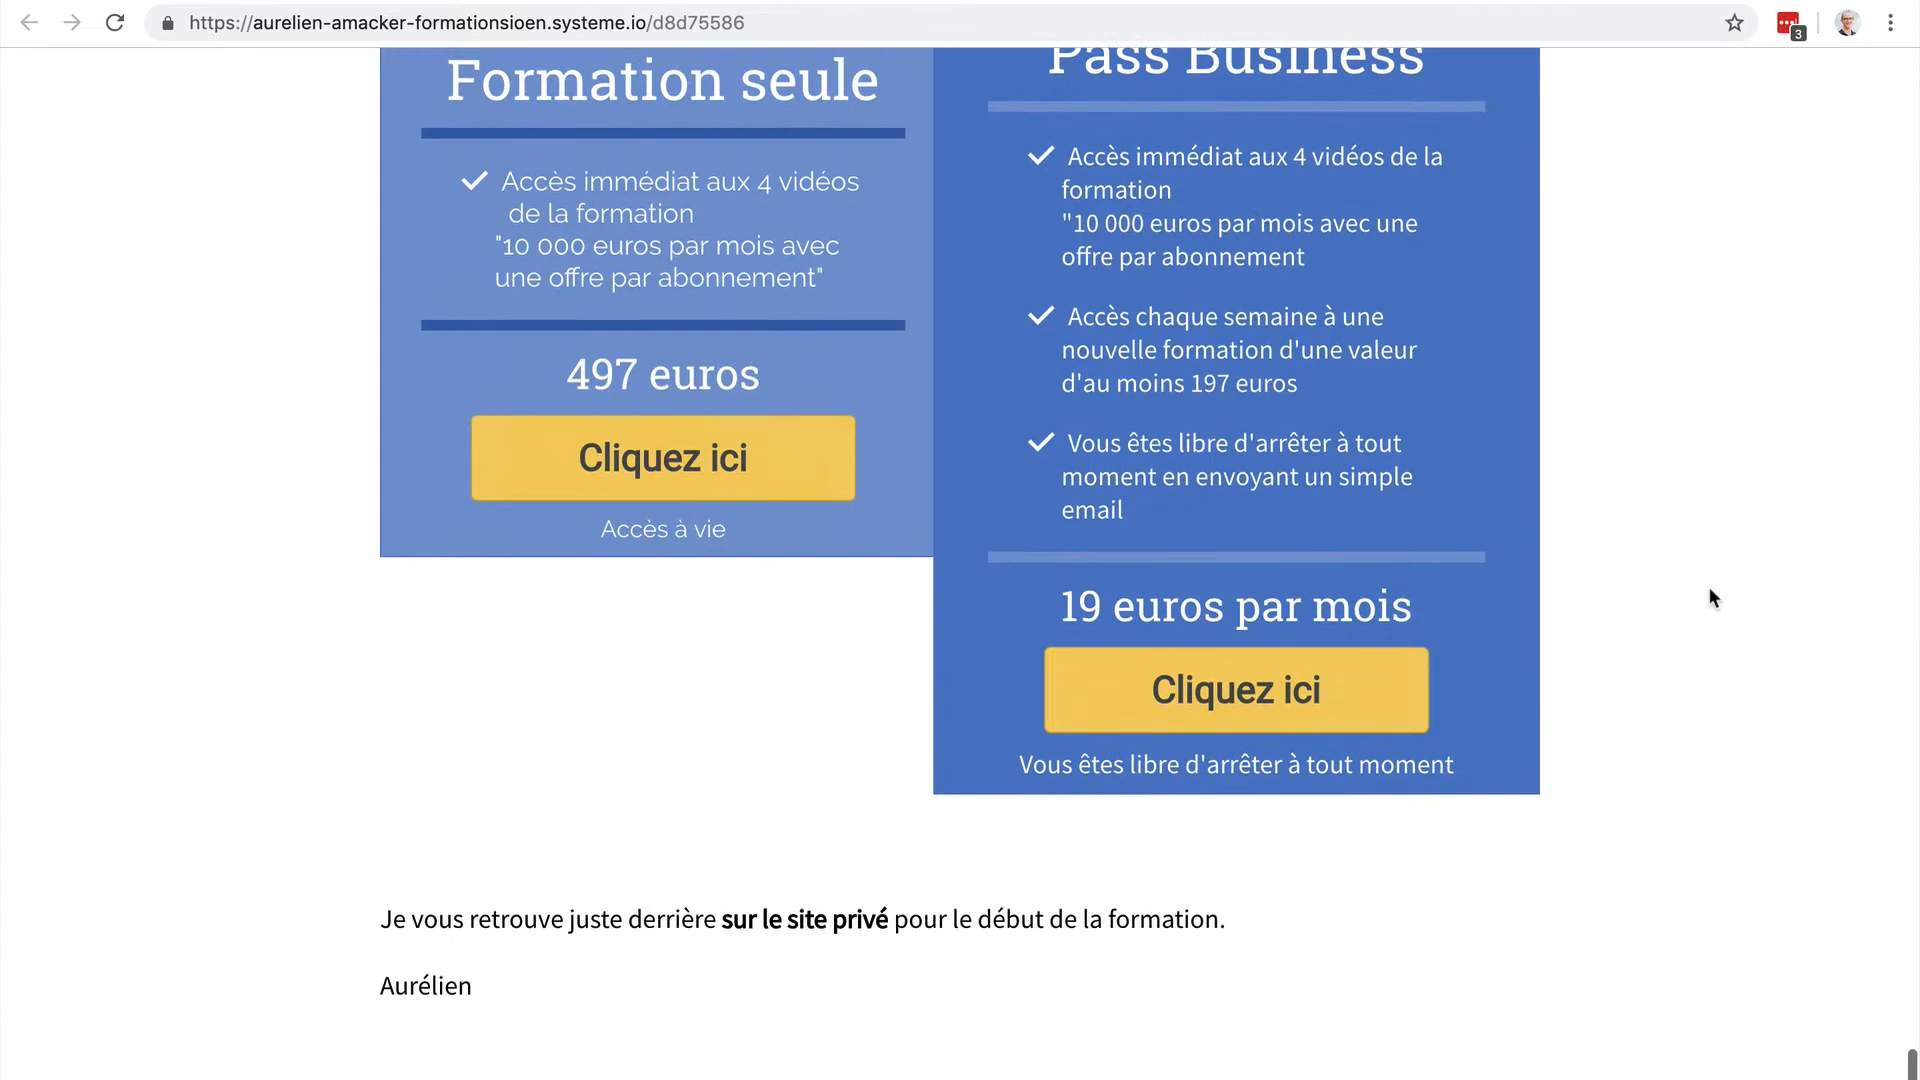 https://aurelien-amacker-formationsioen.systeme.io/d8d75586
3
Formation seule
Accès immédiat aux 4 vidéos
de la formation
"10 000 euros par mois avec
une offre par abonnement"
497 euros
Cliquez ici
Accès à vie
Pass Business
Accès immédiat aux 4 vidéos de la
formation
"10 000 euros par mois avec une
offre par abonnement
Accès chaque semaine à une
nouvelle formation d'une valeur
d'au moins 197 euros
Vous êtes libre d'arrêter à tout
moment en envoyant un simple
email
19 euros par mois
Cliquez ici
Vous êtes libre d'arrêter à tout moment
Je vous retrouve juste derrière sur le site privé pour le début de la formation.
Aurélien